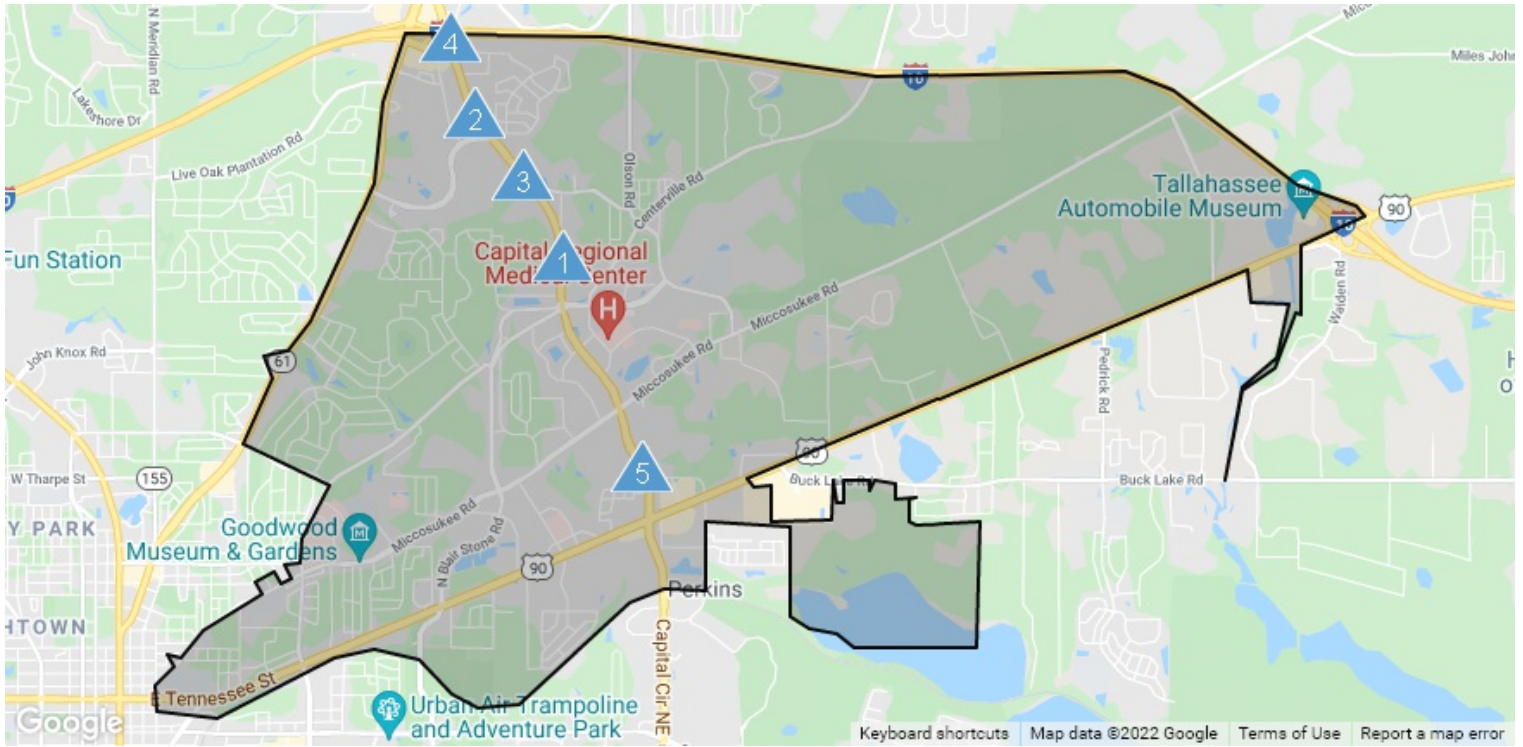 N Meridian Rd
4
10
Micc
Miles John
Lakeshore Dr
2
Live Oak Plantation Rd
Olson Rd
Centerville Rd
3
Tallahassee
Automobile Museum
90
10
Fun Station
Capital Regional
Medical Center
1
H
Miccosukee Rd
Walden Rd
John Knox Rd
61
Miccosukee Rd
Pedrick Rd
H
o
90
5
W Tharpe St
155
Buck Lake Rd
Buck Lake Rd
Y PARK
Goodwood
Museum & Gardens
Miccosukee Rd
N Blair Stone Rd
90
Perkins
HTOWN
Capital Cir NE
E Tennessee St
Urban Air Trampoline
and Adventure Park
Google
Keyboard shortcuts
Map data ©2022 Google
Terms of Use
Report a map error